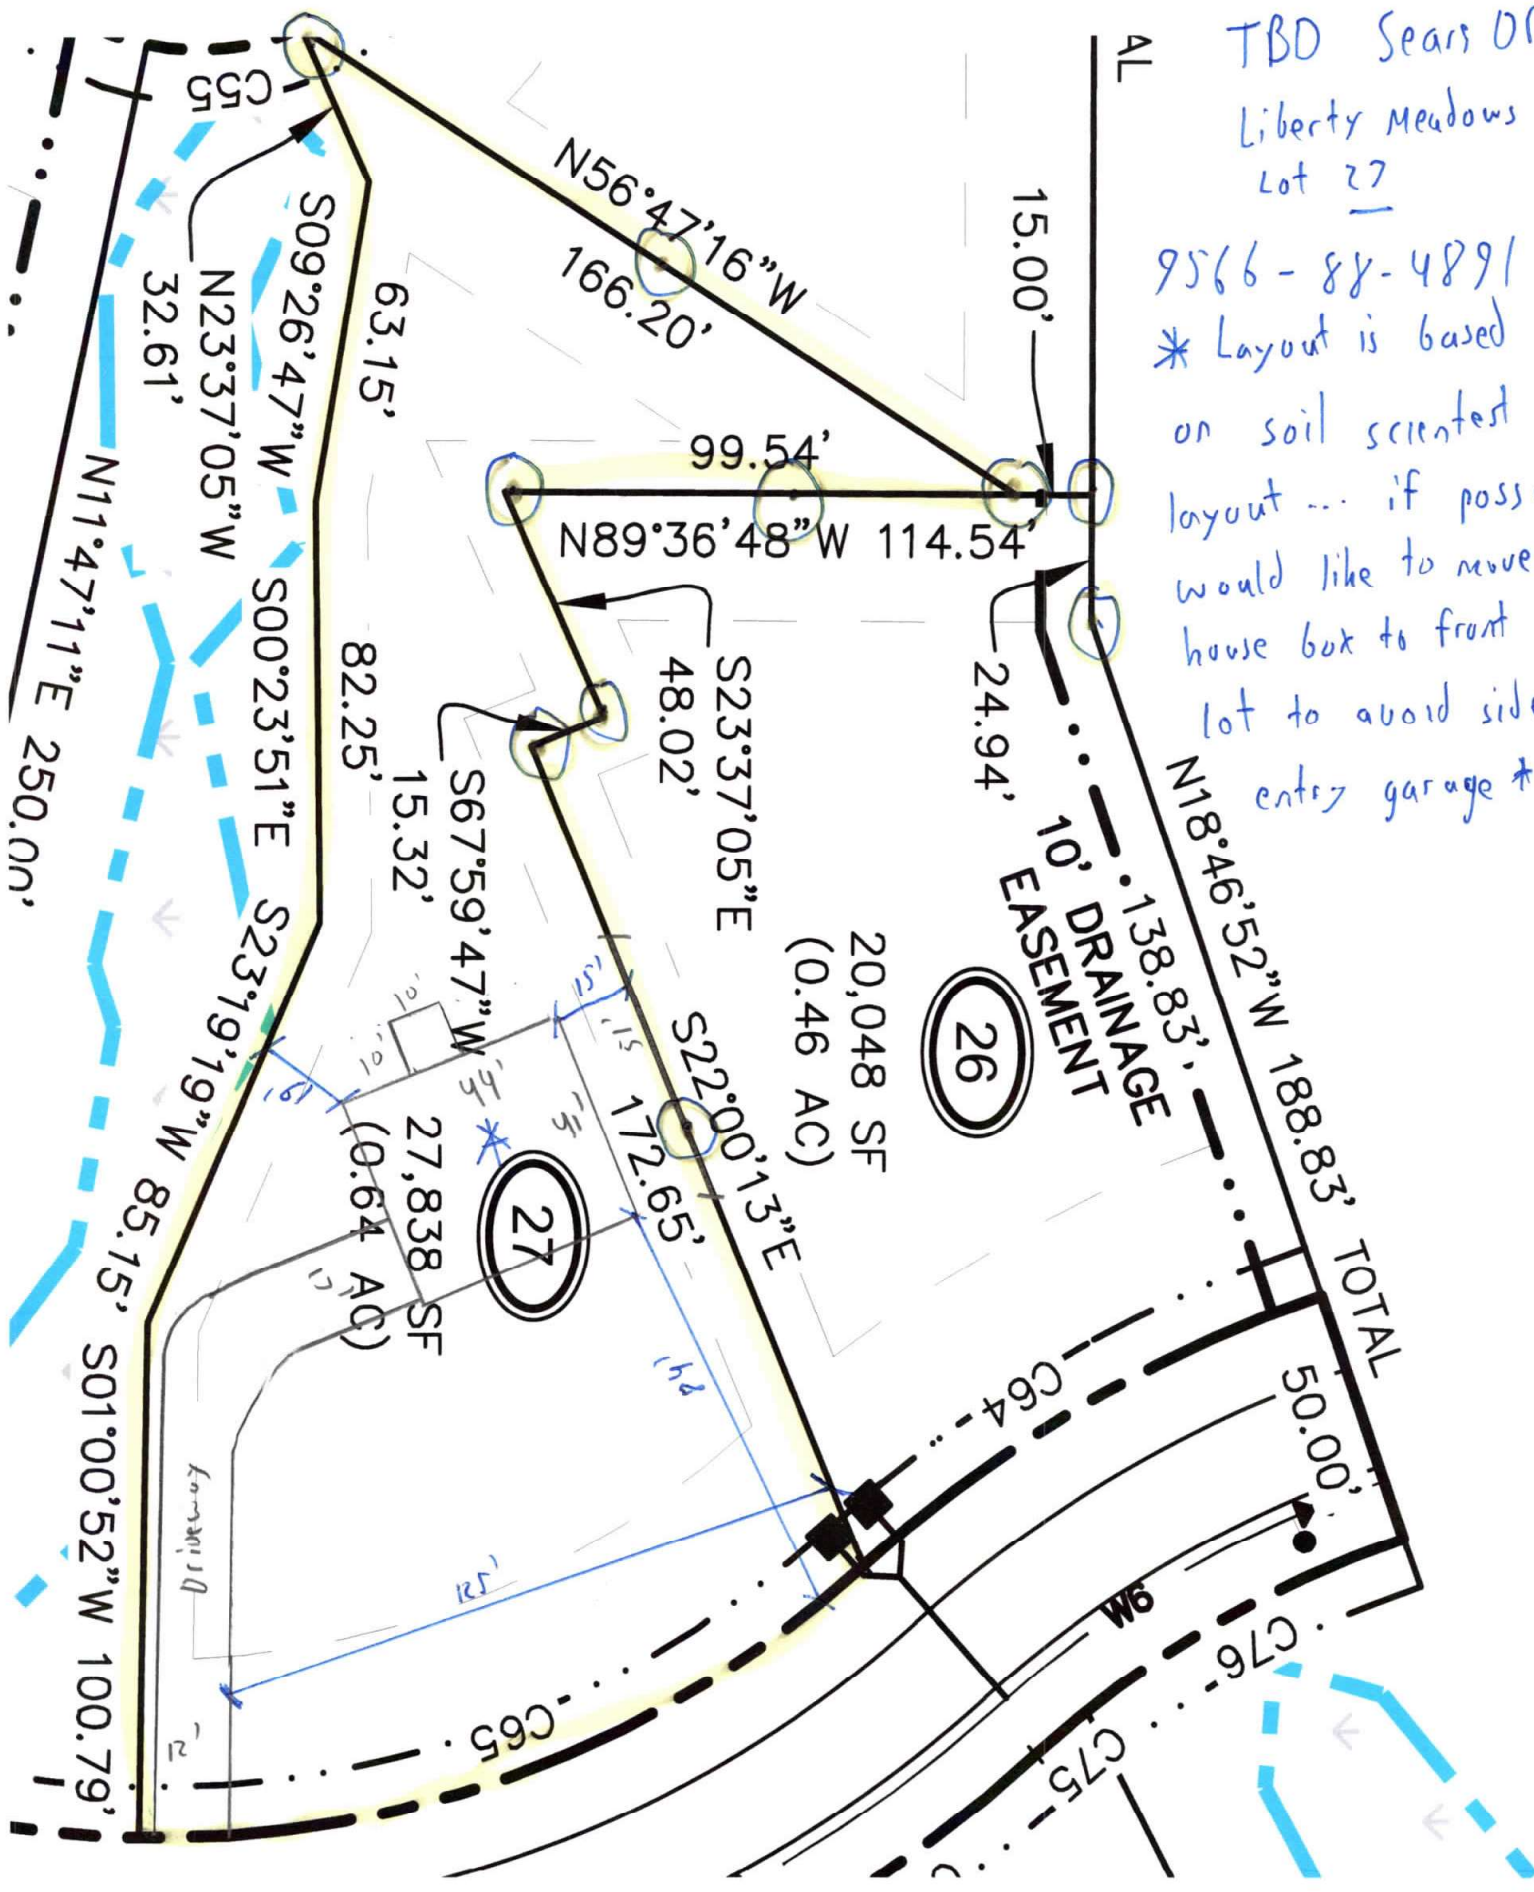 TBD Sears
Liberty Meadows
Lot 27
9566-88-4891
* Layout is based
on soil scientest
layout ... if poss
would like to move
house box to front
lot to avoid side
entry garage *
AL
C55
N56°47'16"W
166.20'
15.00'
S09°26'47"W
63.15'
N23°37'05"W
32.61'
99.54'
N89°36'48"W 114.54'
N11°47'11"E 250.00'
S00°23'51"E
82.25'
S23°37'05"E
48.02'
24.94'
S67°59'47"W
15.32'
N18°46'52"W 188.83' TOTAL
138.83'
10' DRAINAGE
EASEMENT
20,048 SF
(0.46 AC)
26
S22°00'13"E
172.65'
S23°19'19"W 85.15'
15'
15'
10'
10'
44'
*
27,838 SF
(0.64 AC)
27
S01°00'52"W 100.79'
Driveway
12'
125'
C64
50.00'
W6
C65
C76
C75